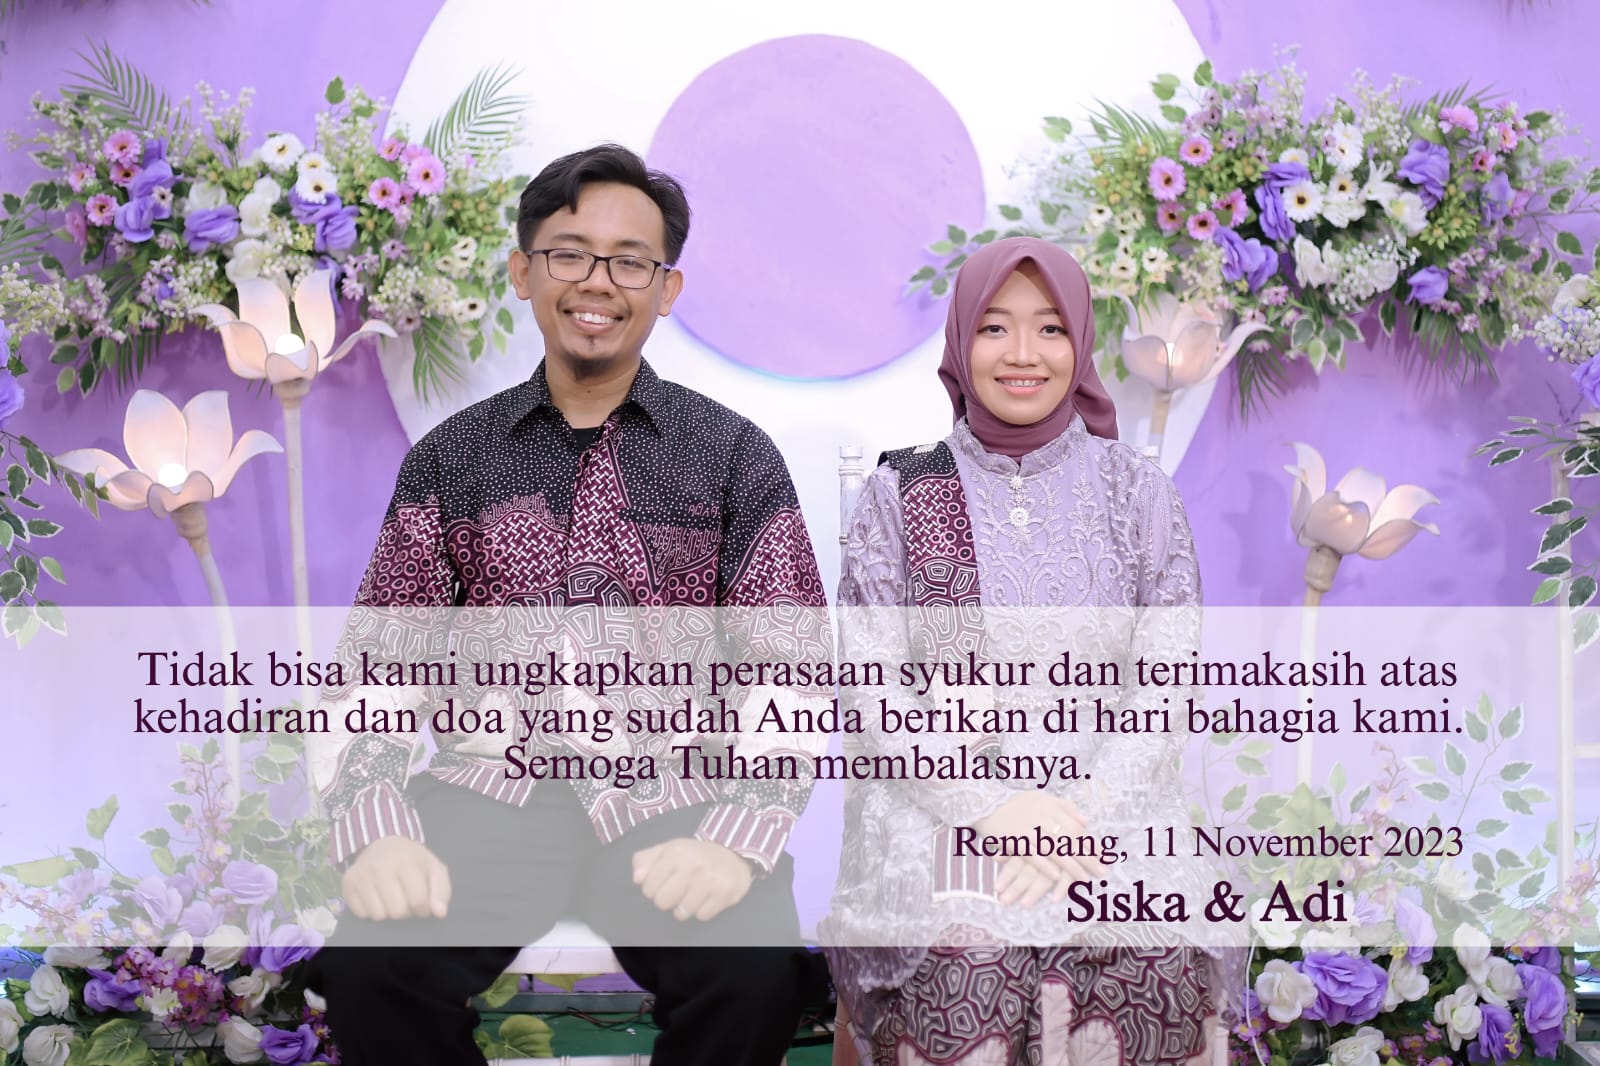 Tidak bisa kami ungkapkan perasaan syukur dan terimakasih atas
kehadiran dan doa yang sudah Anda berikan di hari bahagia kami.
Semoga Tuhan membalasnya.
Rembang, 11 November 2023
Siska & Adi